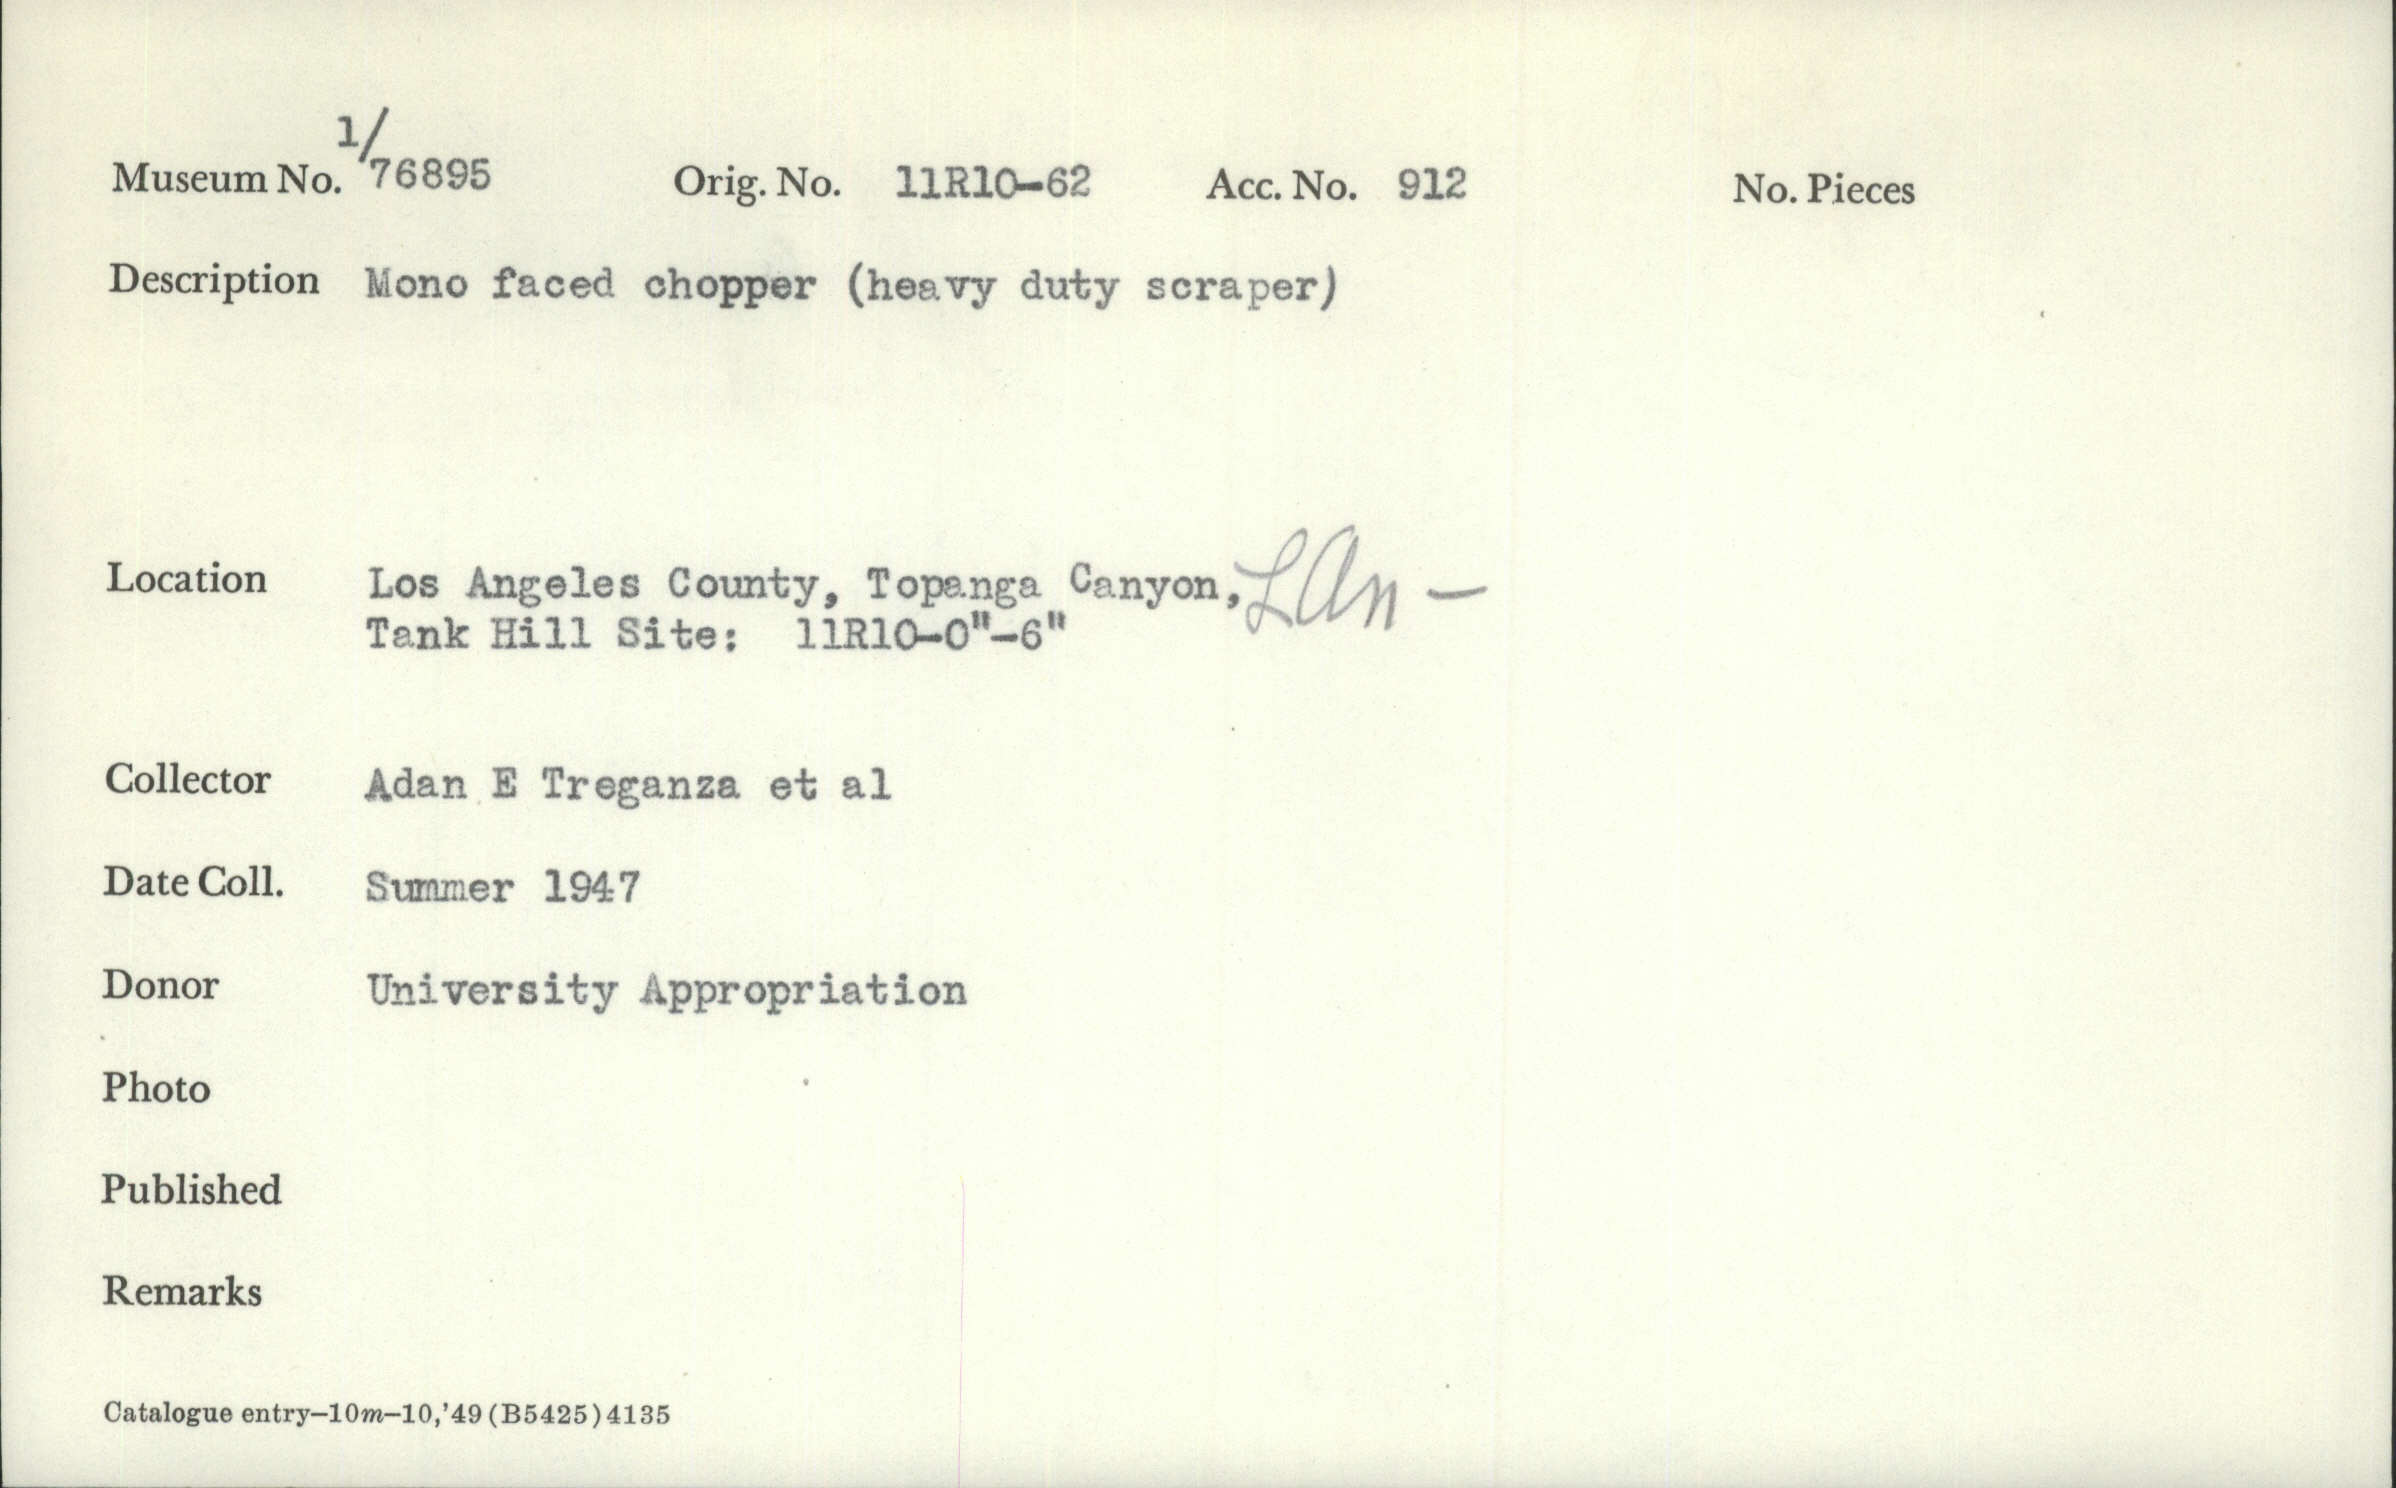 Museum No. 1/76895 Orig. No. 11R10-62 Acc. No. 912 No. Pieces
Description Mono faced chopper (heavy duty scraper)
Location Los Angeles County, Topanga Canyon, LAn -
Tank Hill Site: 11R10-0"-6"
Collector Adan E Treganza et al
Date Coll. Summer 1947
Donor University Appropriation
Photo
Published
Remarks
Catalogue entry–10m–10,'49 (B5425) 4135